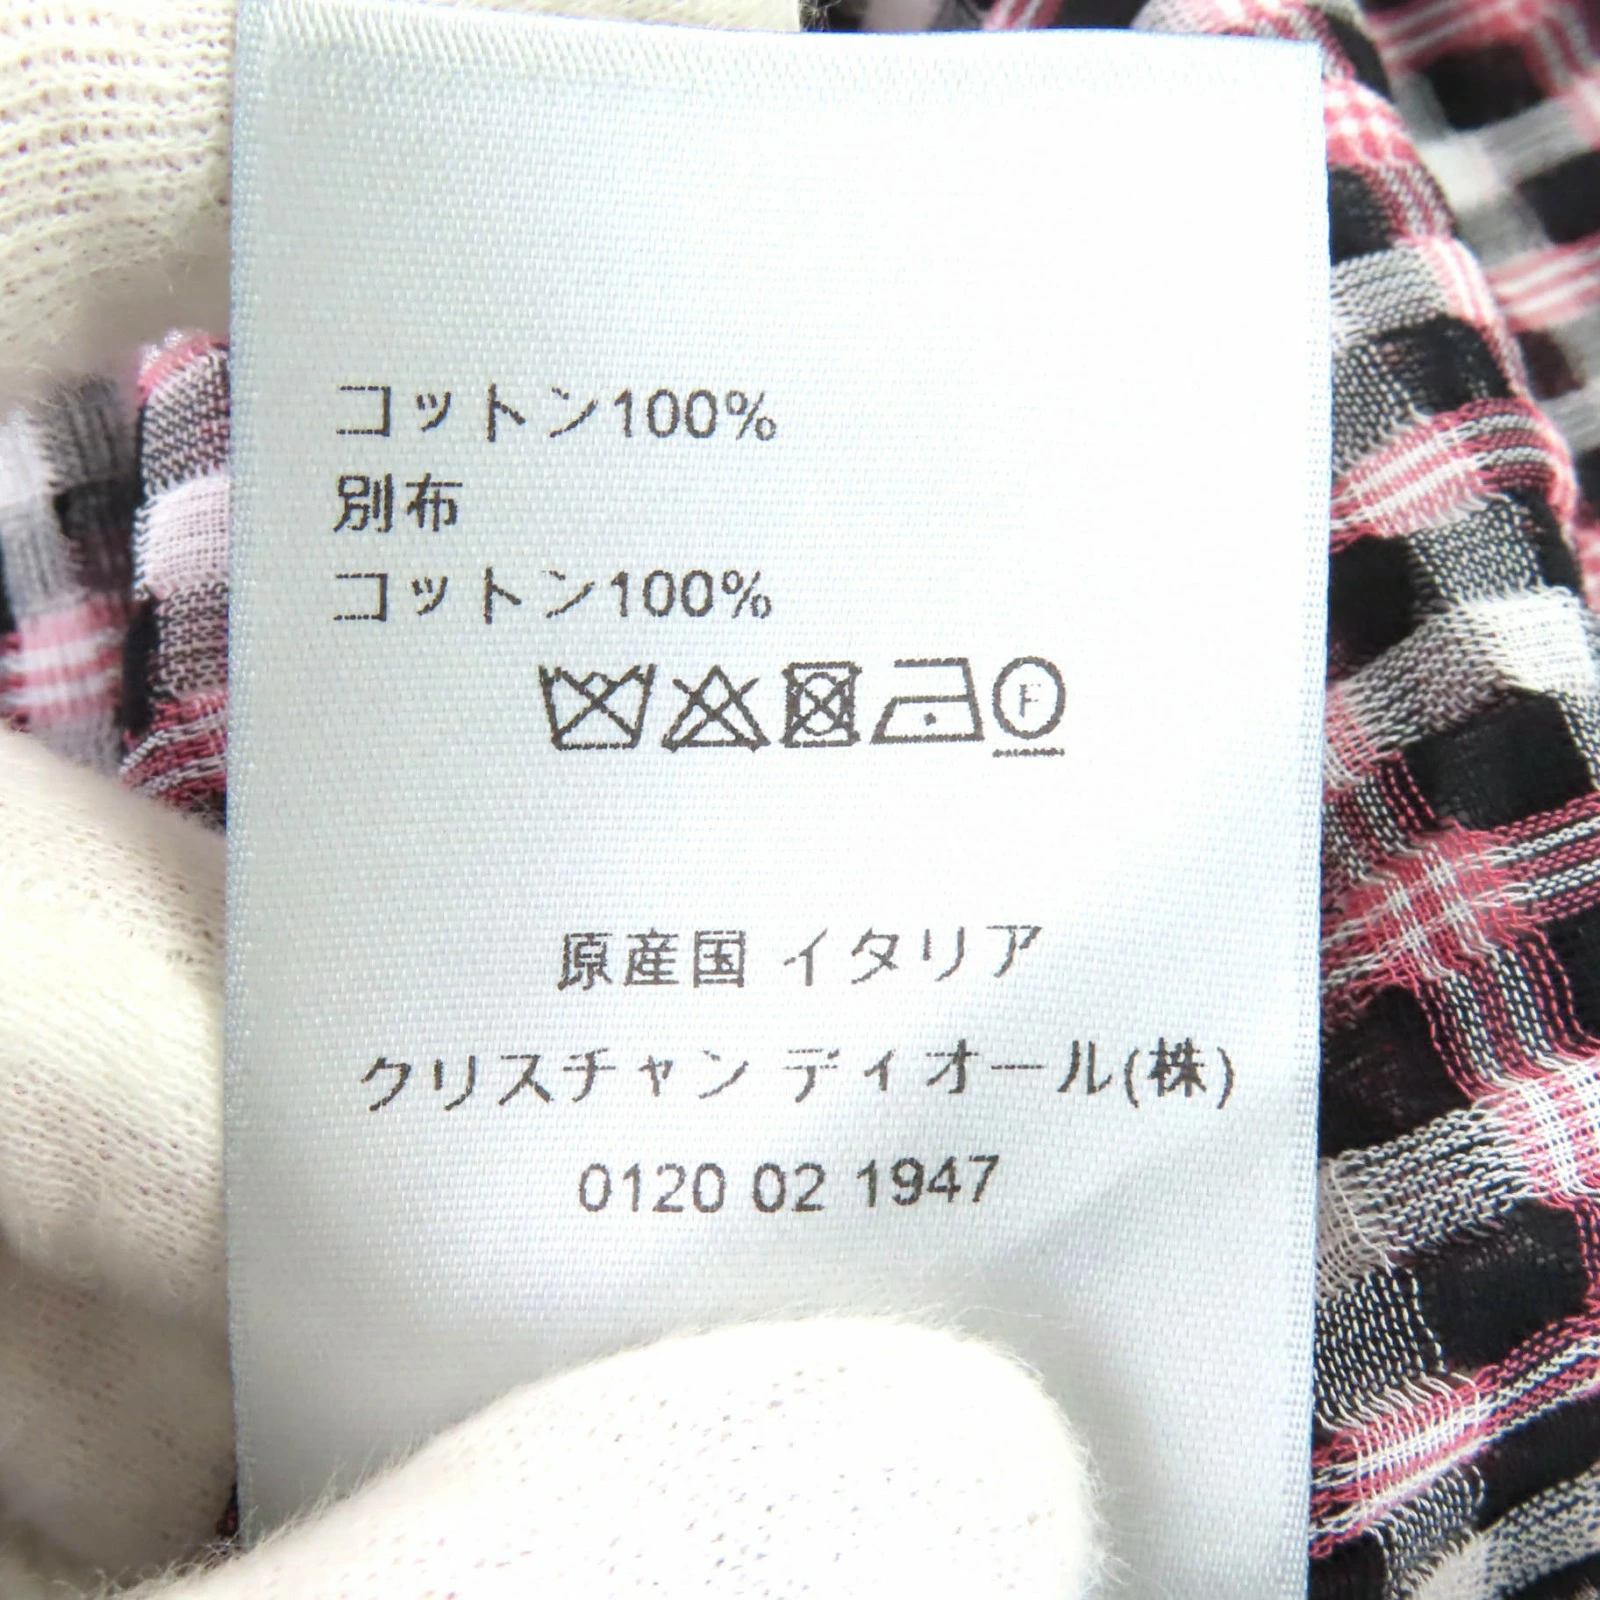 コットン100%
別布
コットン100%
F
原産国 イタリア
クリスチャン ディオール(株)
0120 02 1947